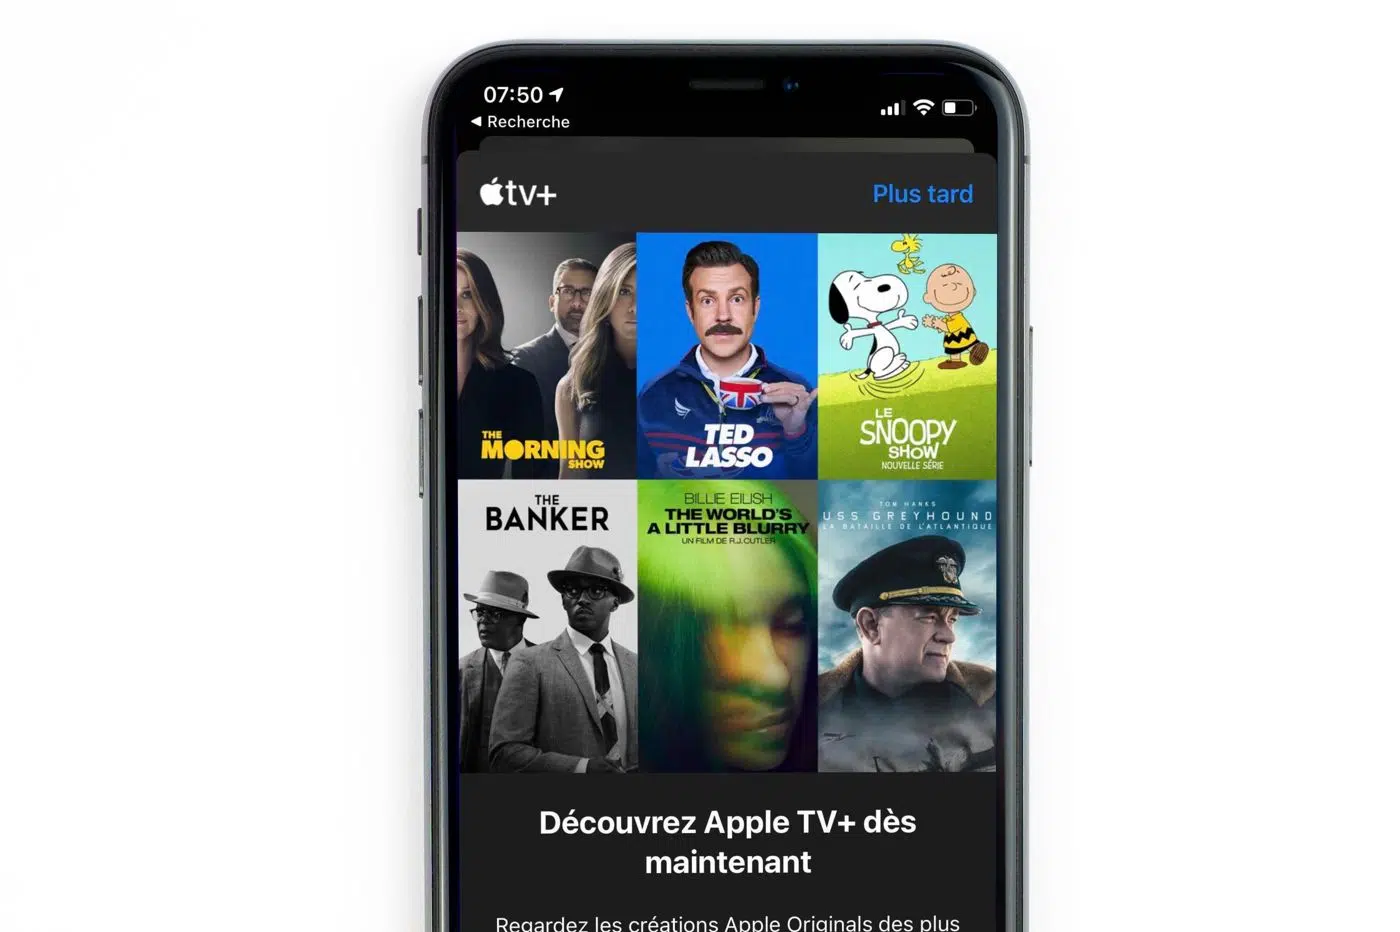 07:50
Recherche
tv+
Plus tard
THE
MORNING
SHOW
TED
LASSO
LE
SNOOPY
SHOW
NOUVELLE SÉRIE
THE
BANKER
BILLIE EILISH
THE WORLD'S
A LITTLE BLURRY
UN FILM DE R.J. CUTLER
TOM HANKS
USS GREYHOUND
LA BATAILLE DE L'ATLANTIQUE
Découvrez Apple TV+ dès
maintenant
Regardez les créations Apple Originals des plus